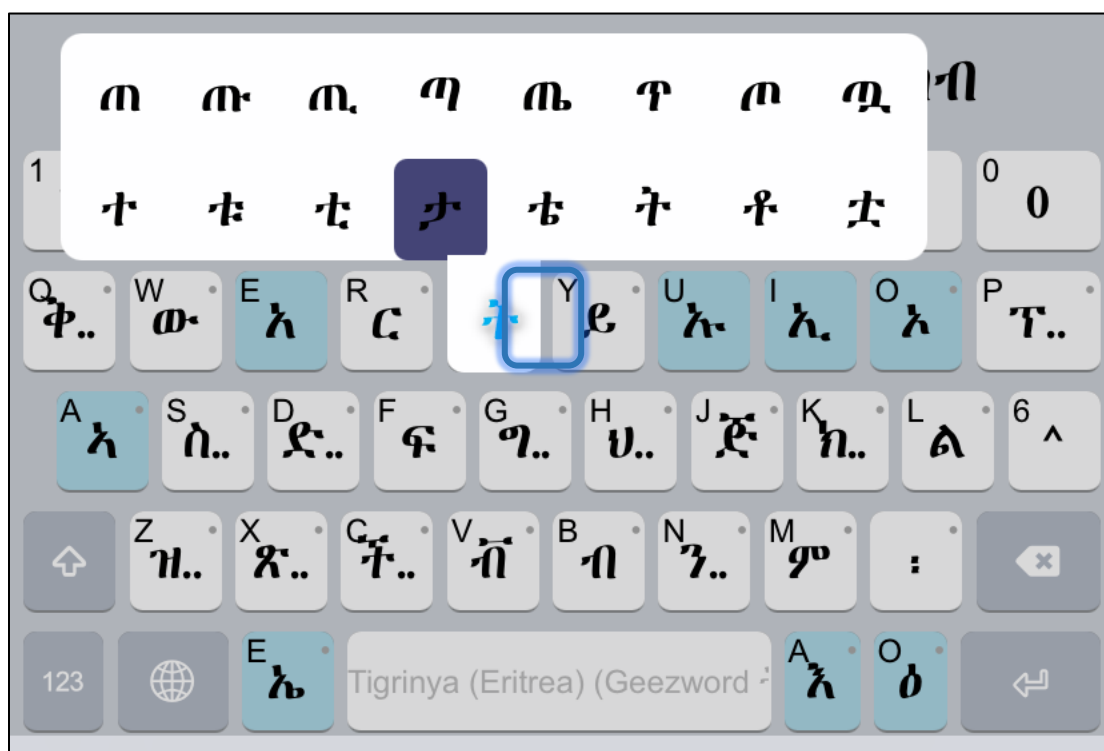 ብ
ጠ ጡ ጢ ጣ ጤ ጥ ጦ ጧ
ተ ቱ ቲ ታ ቴ ት ቶ ቷ
1 0 0
Q ቅ.. W ው E አ R ር ት Y ይ U ኡ I ኢ O ኦ P ፕ..
A ኣ S ስ.. D ድ.. F ፍ G ግ.. H ህ.. J ጅ K ክ.. L ል 6 ^
Z ዝ.. X ጽ.. C ች.. V ቭ B ብ N ን.. M ም ፡
123 E ኤ Tigrinya (Eritrea) (Geezword A እ O ዕ